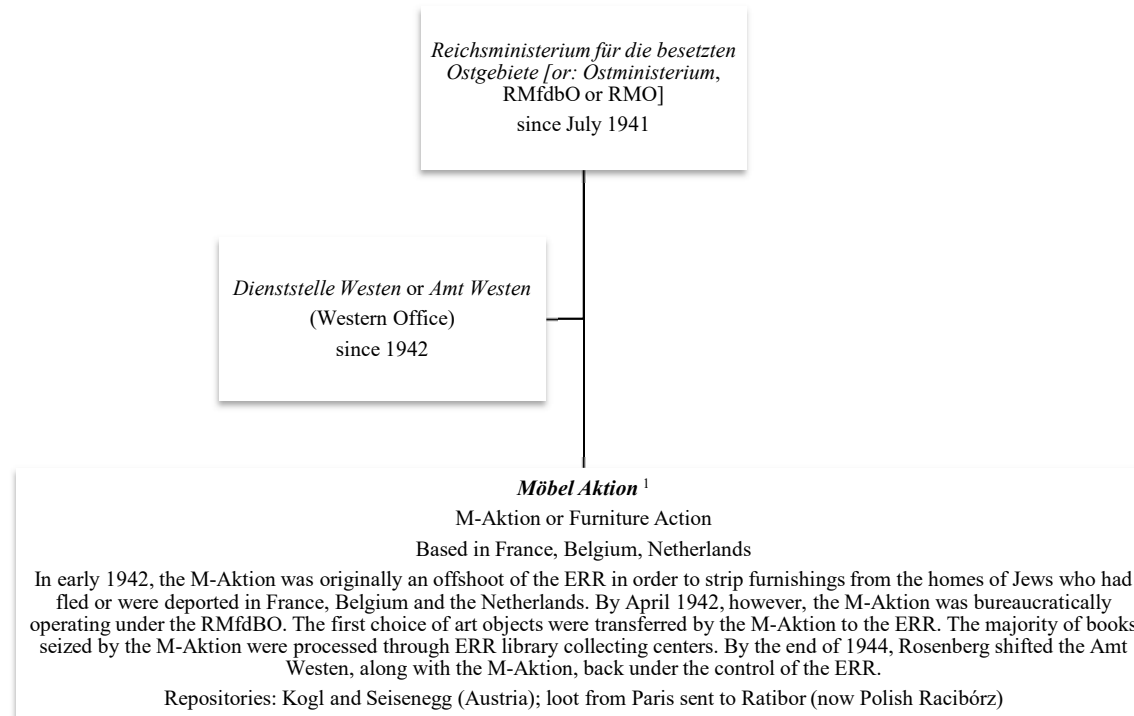 Reichsministerium für die besetzten
Ostgebiete [or: Ostministerium,
RMfdbO or RMO]
since July 1941
Dienststelle Westen or Amt Westen
(Western Office)
since 1942
Möbel Aktion 1
M-Aktion or Furniture Action
Based in France, Belgium, Netherlands
In early 1942, the M-Aktion was originally an offshoot of the ERR in order to strip furnishings from the homes of Jews who had
fled or were deported in France, Belgium and the Netherlands. By April 1942, however, the M-Aktion was bureaucratically
operating under the RMfdBO. The first choice of art objects were transferred by the M-Aktion to the ERR. The majority of books
seized by the M-Aktion were processed through ERR library collecting centers. By the end of 1944, Rosenberg shifted the Amt
Westen, along with the M-Aktion, back under the control of the ERR.
Repositories: Kogl and Seisenegg (Austria); loot from Paris sent to Ratibor (now Polish Racibórz)